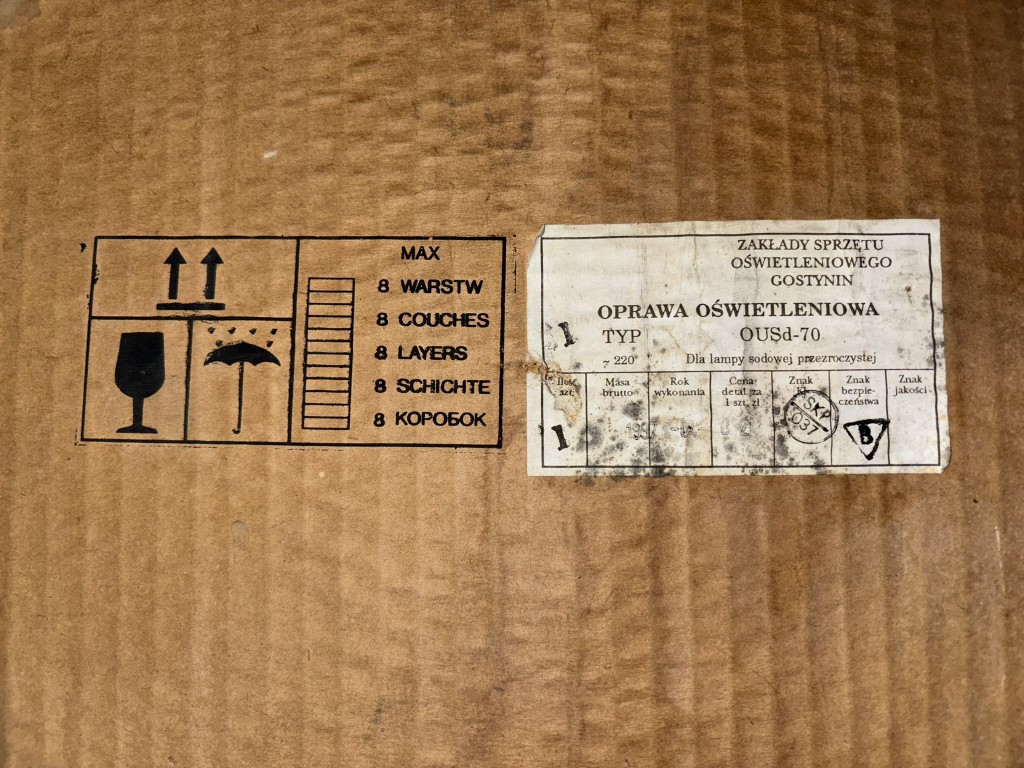 MAX
8 WARSTW
8 COUCHES
8 LAYERS
8 SCHICHTE
8 КОРОБОК
ZAKŁADY SPRZĘTU
OŚWIETLENIOWEGO
GOSTYNIN
OPRAWA OŚWIETLENIOWA
1
TYP OUSd-70
~ 220 Dla lampy sodowej przezroczystej
Ilość
szt.
Masa
brutto
Rok
wykonania
Cena
detal. za
1 szt. zł
Znak
Znak
bezpie-
czeństwa
Znak
jakości
1
SKP
037
B